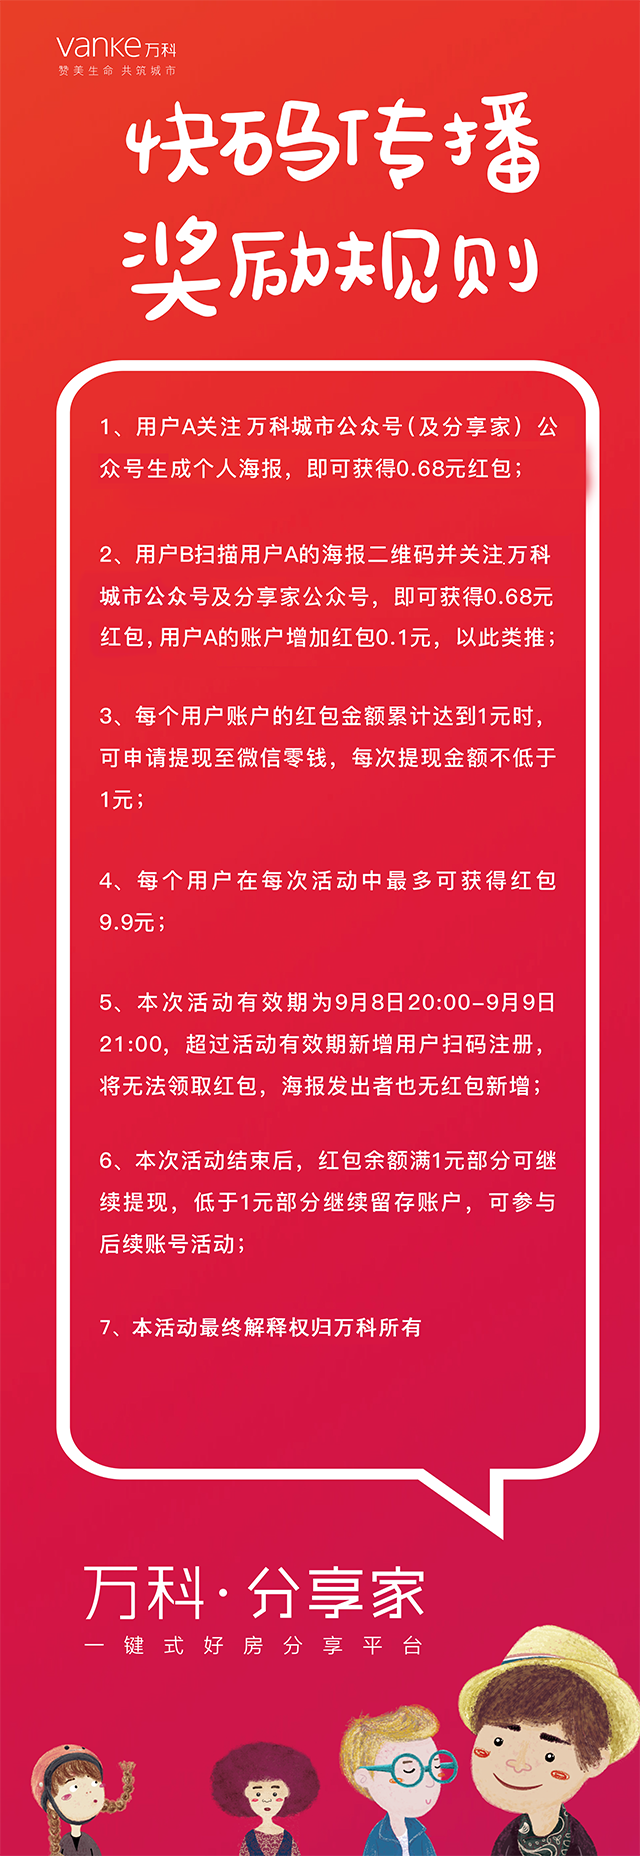 vanke万科
赞美生命 共筑城市
快码传播
奖励规则
1、用户A关注万科城市公众号（及分享家）公
众号生成个人海报，即可获得0.68元红包；
2、用户B扫描用户A的海报二维码并关注万科
城市公众号及分享家公众号，即可获得0.68元
红包，用户A的账户增加红包0.1元，以此类推；
3、每个用户账户的红包金额累计达到1元时，
可申请提现至微信零钱，每次提现金额不低于
1元；
4、每个用户在每次活动中最多可获得红包
9.9元；
5、本次活动有效期为9月8日20:00-9月9日
21:00，超过活动有效期新增用户扫码注册，
将无法领取红包，海报发出者也无红包新增；
6、本次活动结束后，红包余额满1元部分可继
续提现，低于1元部分继续留存账户，可参与
后续账号活动；
7、本活动最终解释权归万科所有
万科·分享家
一键式好房分享平台